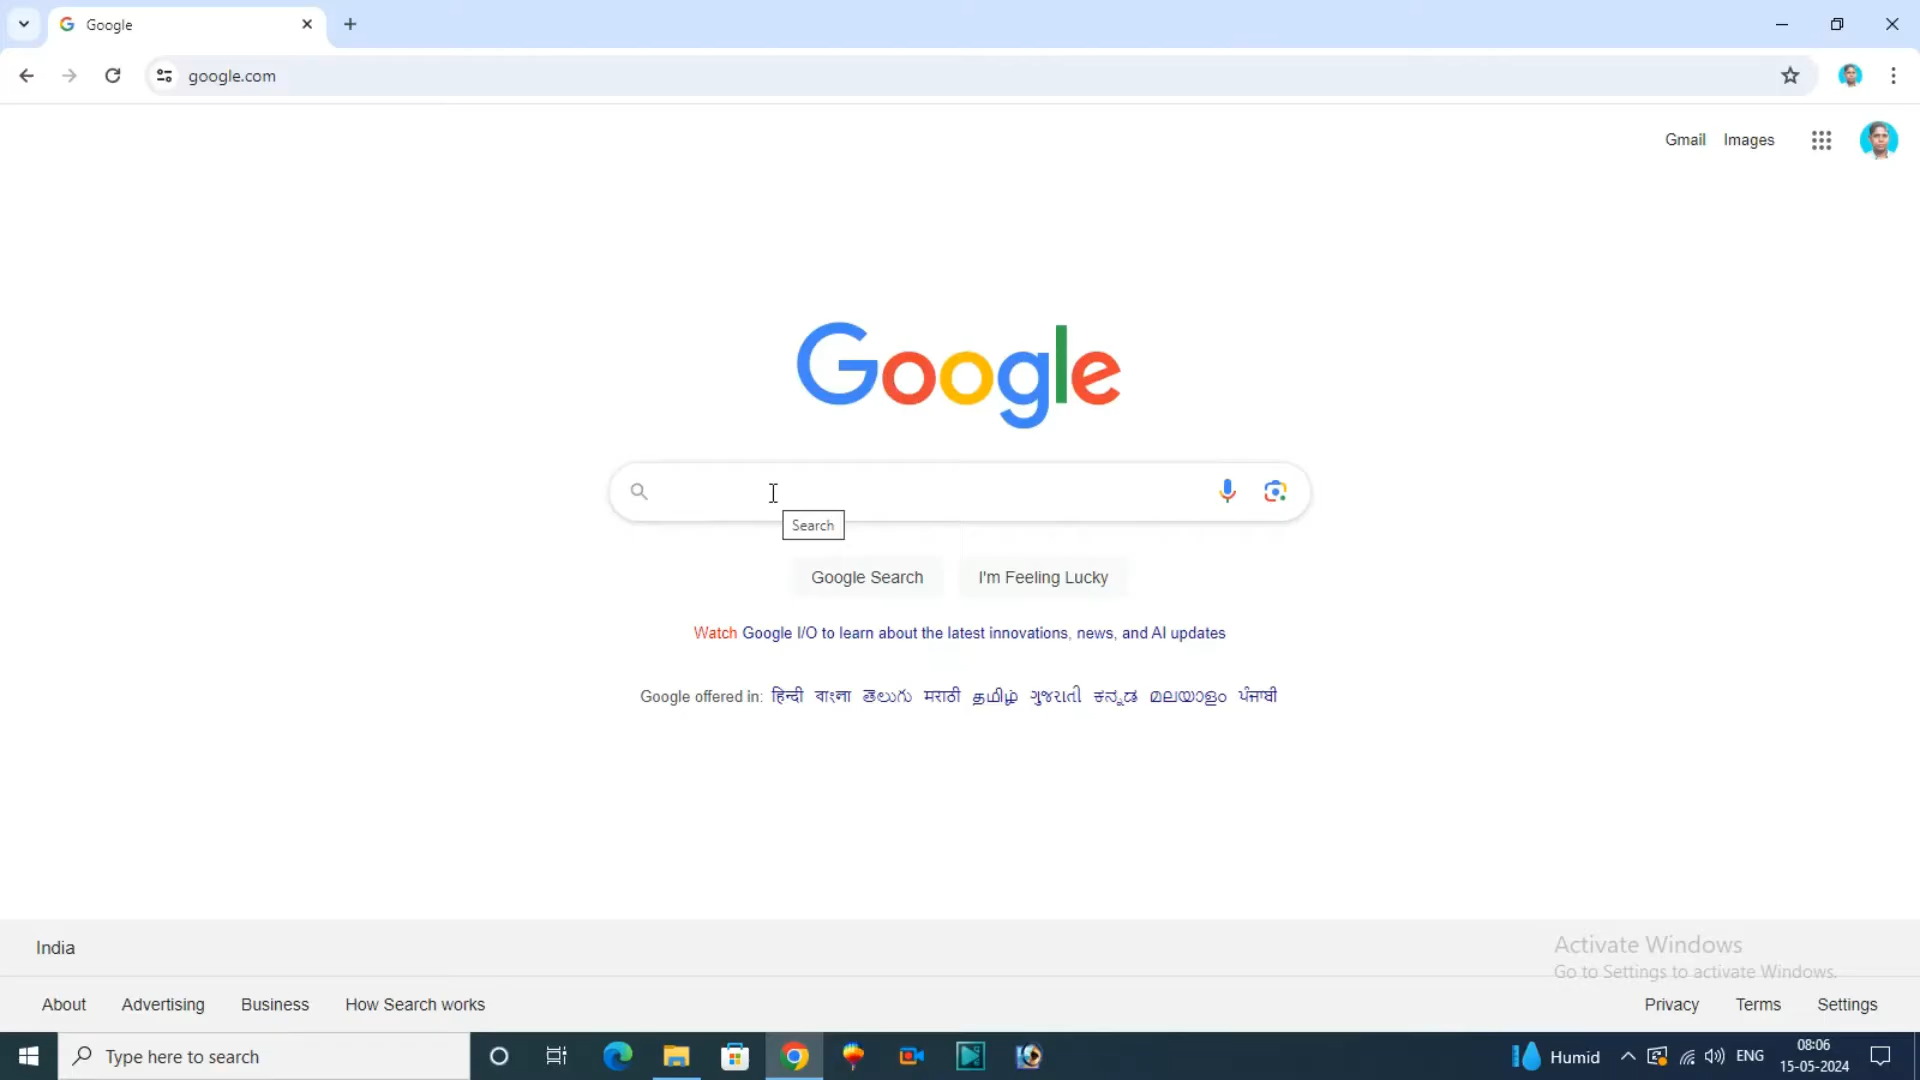 Google
google.com
Gmail Images
Google
Search
Google Search I'm Feeling Lucky
Watch Google I/O to learn about the latest innovations, news, and AI updates
Google offered in: हिन्दी বাংলা తెలుగు मराठी தமிழ் ગુજરાતી ಕನ್ನಡ മലയാളം ਪੰਜਾਬੀ
India
Activate Windows
Go to Settings to activate Windows.
About Advertising Business How Search works Privacy Terms Settings
Type here to search Humid ENG 08:06
15-05-2024